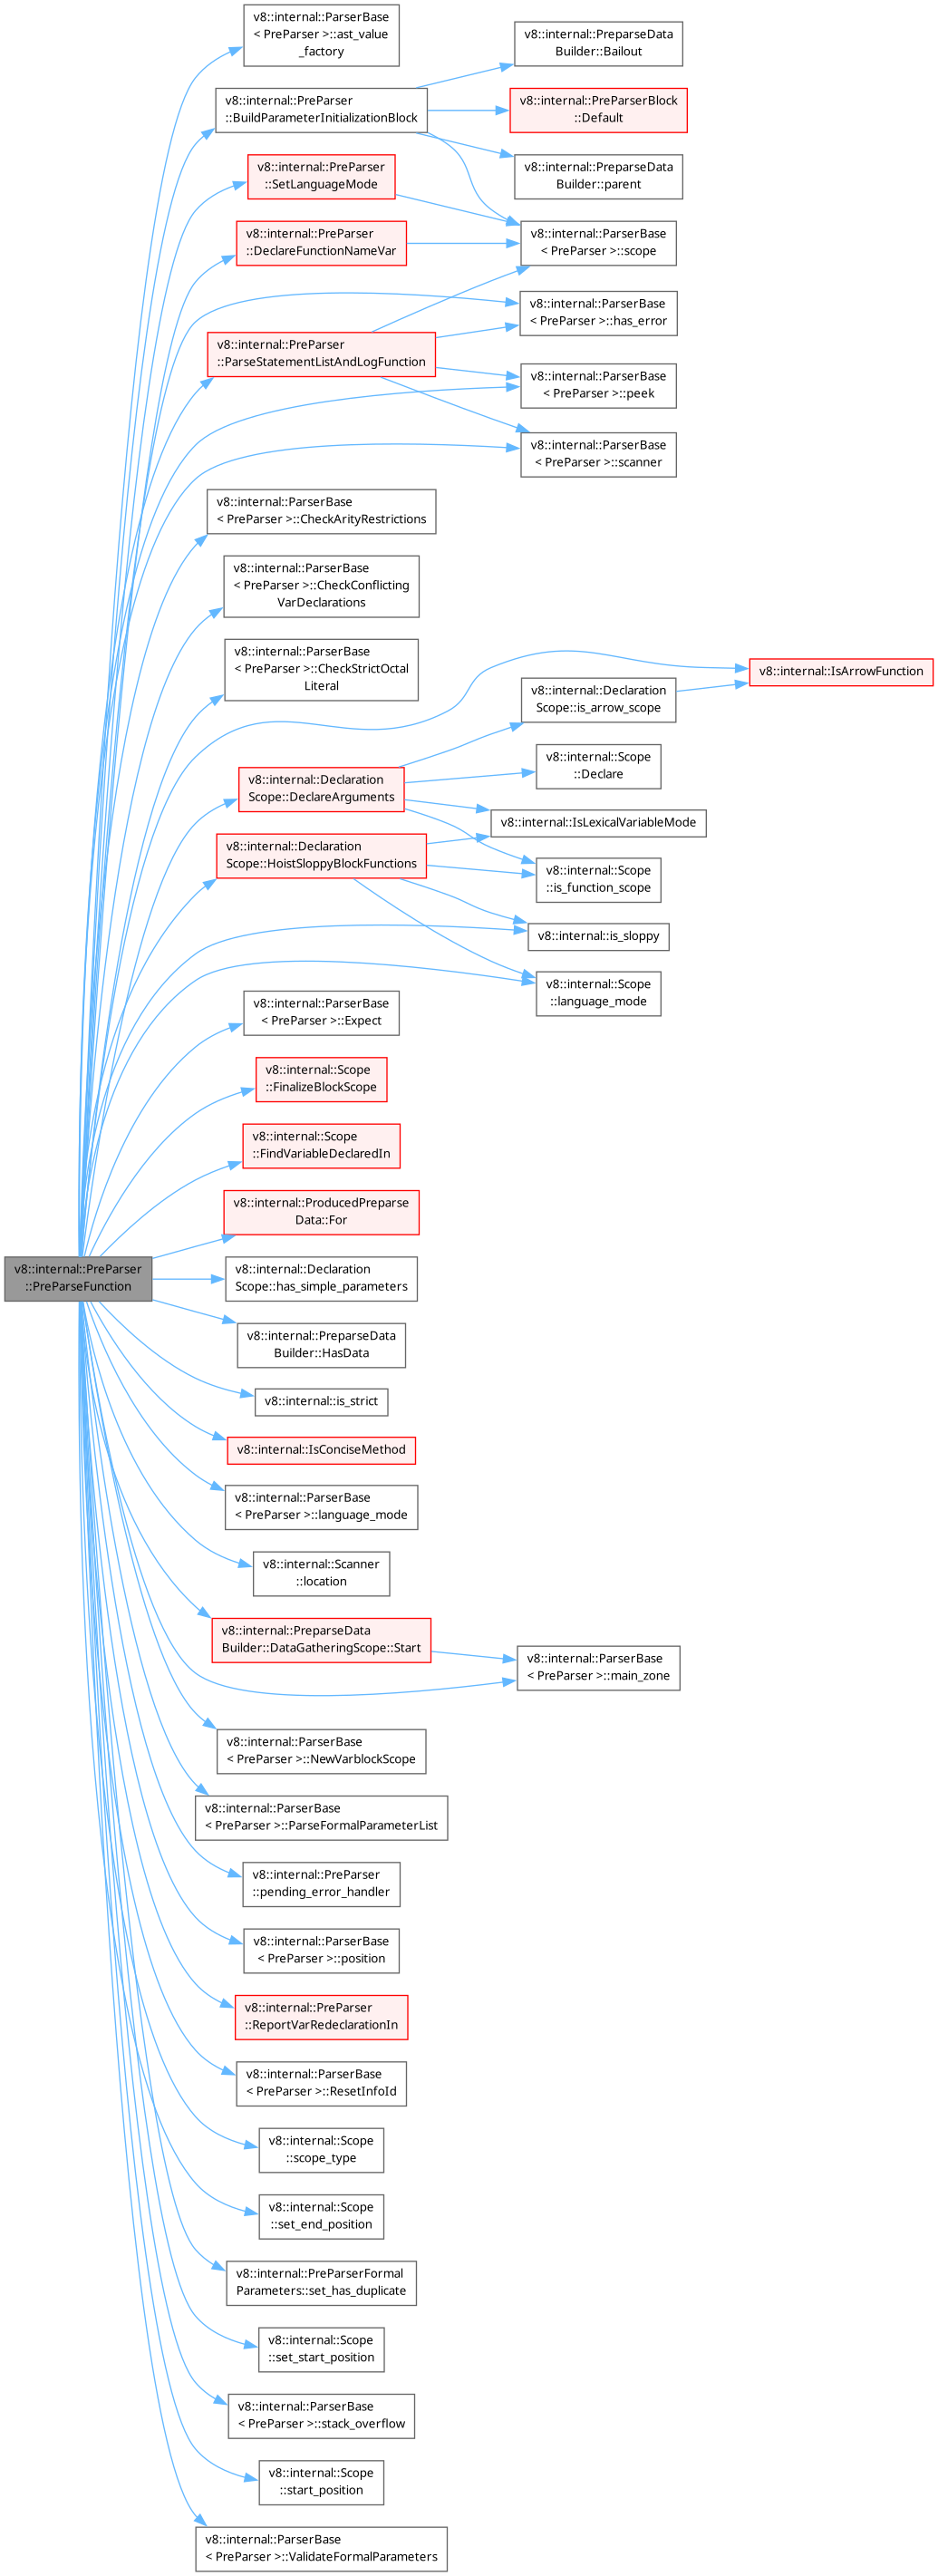 v8::internal::ParserBase
< PreParser >::ast_value
_factory
v8::internal::PreparseData
Builder::Bailout
v8::internal::PreParser
::BuildParameterInitializationBlock
v8::internal::PreParserBlock
::Default
v8::internal::PreParser
::SetLanguageMode
v8::internal::PreparseData
Builder::parent
v8::internal::PreParser
::DeclareFunctionNameVar
v8::internal::ParserBase
< PreParser >::scope
v8::internal::ParserBase
< PreParser >::has_error
v8::internal::PreParser
::ParseStatementListAndLogFunction
v8::internal::ParserBase
< PreParser >::peek
v8::internal::ParserBase
< PreParser >::scanner
v8::internal::ParserBase
< PreParser >::CheckArityRestrictions
v8::internal::ParserBase
< PreParser >::CheckConflicting
VarDeclarations
v8::internal::ParserBase
< PreParser >::CheckStrictOctal
Literal
v8::internal::IsArrowFunction
v8::internal::Declaration
Scope::is_arrow_scope
v8::internal::Declaration
Scope::DeclareArguments
v8::internal::Scope
::Declare
v8::internal::IsLexicalVariableMode
v8::internal::Declaration
Scope::HoistSloppyBlockFunctions
v8::internal::Scope
::is_function_scope
v8::internal::is_sloppy
v8::internal::Scope
::language_mode
v8::internal::ParserBase
< PreParser >::Expect
v8::internal::Scope
::FinalizeBlockScope
v8::internal::Scope
::FindVariableDeclaredIn
v8::internal::ProducedPreparse
Data::For
v8::internal::PreParser
::PreParseFunction
v8::internal::Declaration
Scope::has_simple_parameters
v8::internal::PreparseData
Builder::HasData
v8::internal::is_strict
v8::internal::IsConciseMethod
v8::internal::ParserBase
< PreParser >::language_mode
v8::internal::Scanner
::location
v8::internal::PreparseData
Builder::DataGatheringScope::Start
v8::internal::ParserBase
< PreParser >::main_zone
v8::internal::ParserBase
< PreParser >::NewVarblockScope
v8::internal::ParserBase
< PreParser >::ParseFormalParameterList
v8::internal::PreParser
::pending_error_handler
v8::internal::ParserBase
< PreParser >::position
v8::internal::PreParser
::ReportVarRedeclarationIn
v8::internal::ParserBase
< PreParser >::ResetInfoId
v8::internal::Scope
::scope_type
v8::internal::Scope
::set_end_position
v8::internal::PreParserFormal
Parameters::set_has_duplicate
v8::internal::Scope
::set_start_position
v8::internal::ParserBase
< PreParser >::stack_overflow
v8::internal::Scope
::start_position
v8::internal::ParserBase
< PreParser >::ValidateFormalParameters